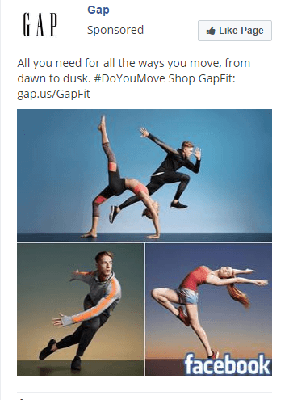 GAP
Gap
Sponsored
Like Page
All you need for all the ways you move, from
dawn to dusk. #DoYouMove Shop GapFit:
gap.us/GapFit
facebook